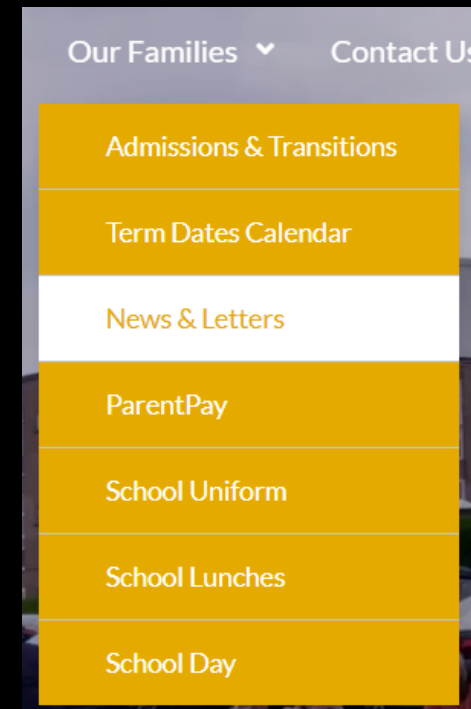 Our Families
Contact Us
Admissions & Transitions
Term Dates Calendar
News & Letters
ParentPay
School Uniform
School Lunches
School Day